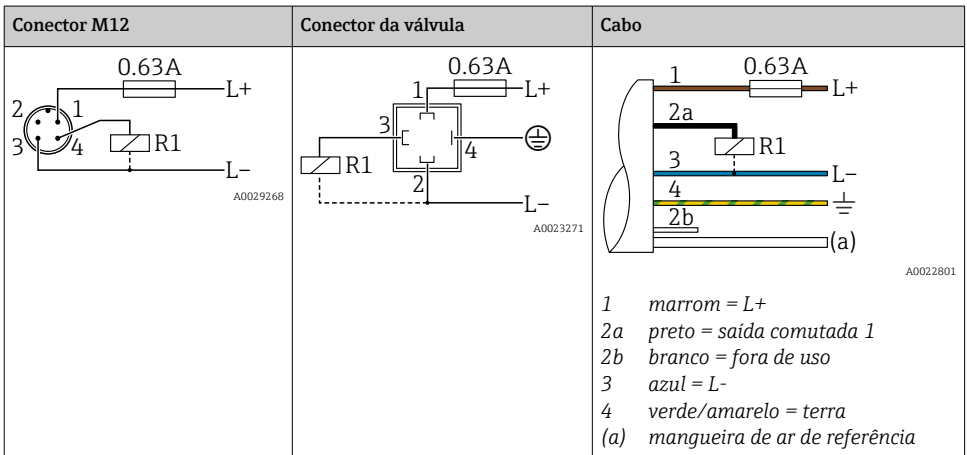 Conector M12
Conector da válvula
Cabo
0.63A
L+
2
1
3
4
R1
L–
A0029268
0.63A
1
L+
3
4
R1
2
L–
A0023271
0.63A
1
L+
2a
R1
3
L–
4
2b
(a)
A0022801
1 marrom = L+
2a preto = saída comutada 1
2b branco = fora de uso
3 azul = L-
4 verde/amarelo = terra
(a) mangueira de ar de referência